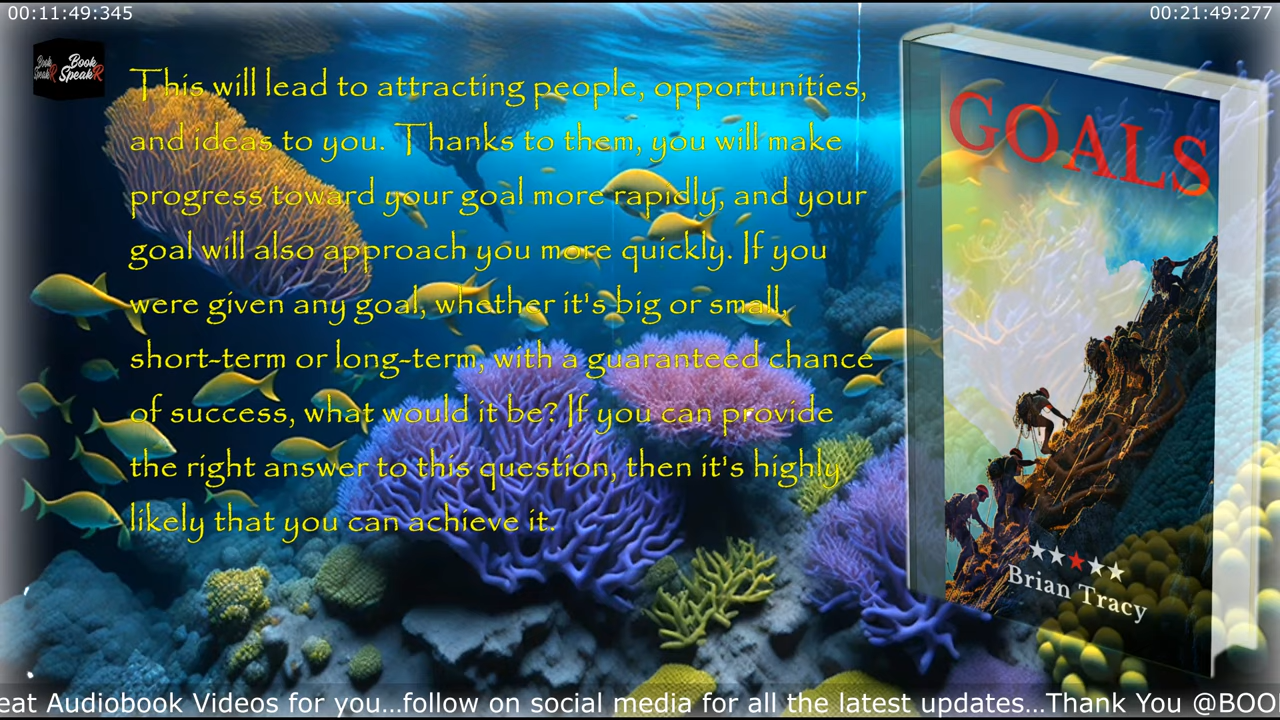 00:11:49:345
00:21:49:277
Book SpeakR
Book SpeakR
This will lead to attracting people, opportunities,
and ideas to you. Thanks to them, you will make
progress toward your goal more rapidly, and your
goal will also approach you more quickly. If you
were given any goal, whether it's big or small,
short-term or long-term, with a guaranteed chance
of success, what would it be? If you can provide
the right answer to this question, then it's highly
likely that you can achieve it.
GOALS
Brian Tracy
eat Audiobook Videos for you...follow on social media for all the latest updates...Thank You @BOO